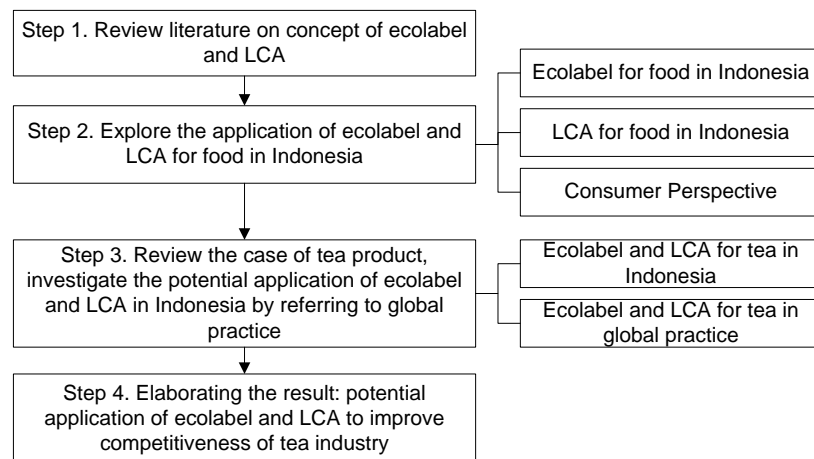 Step 1. Review literature on concept of ecolabel
and LCA
Step 2. Explore the application of ecolabel and
LCA for food in Indonesia
Ecolabel for food in Indonesia
LCA for food in Indonesia
Consumer Perspective
Step 3. Review the case of tea product,
investigate the potential application of ecolabel
and LCA in Indonesia by referring to global
practice
Ecolabel and LCA for tea in
Indonesia
Ecolabel and LCA for tea in
global practice
Step 4. Elaborating the result: potential
application of ecolabel and LCA to improve
competitiveness of tea industry